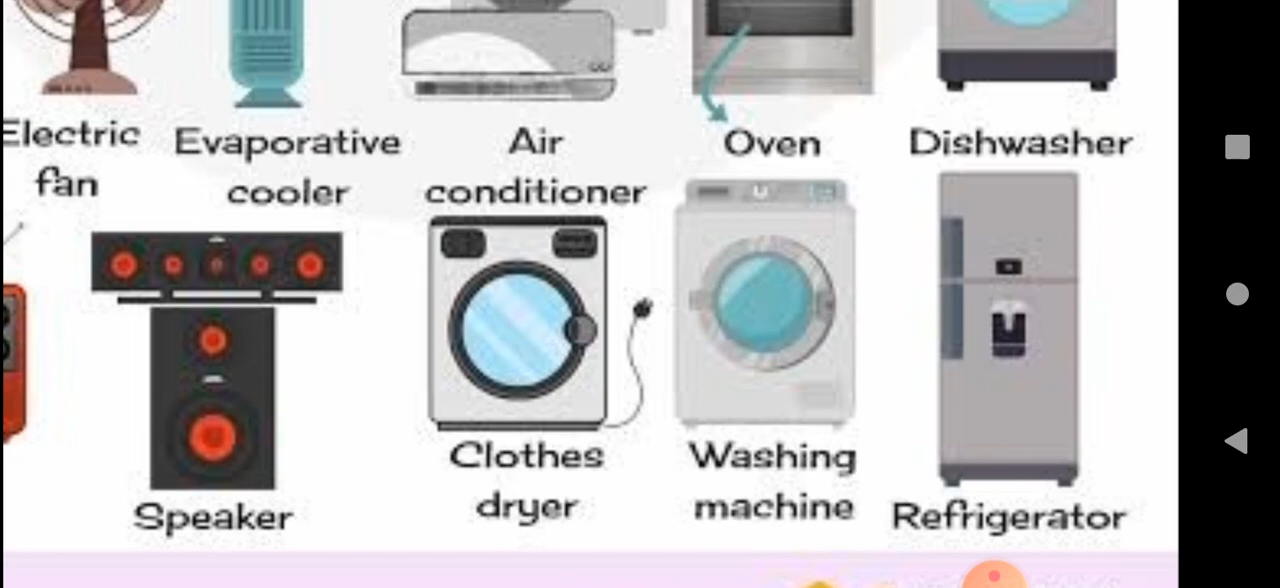 Electric
fan
Evaporative
cooler
Air
conditioner
Oven
Dishwasher
Speaker
Clothes
dryer
Washing
machine
Refrigerator